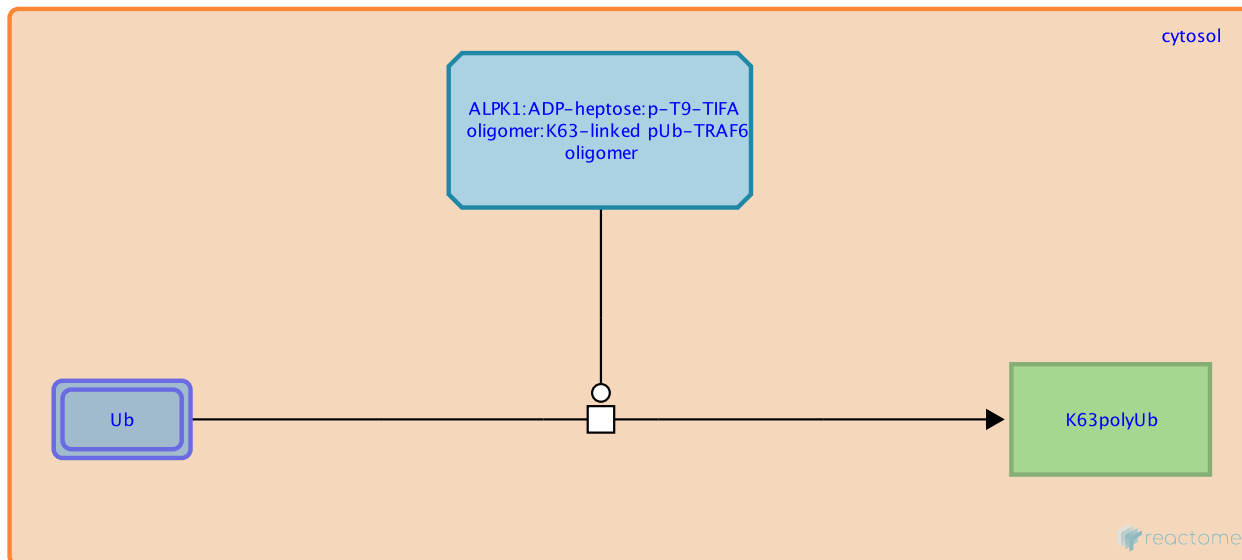 cytosol
ALPK1:ADP-heptose:p-T9-TIFA
oligomer:K63-linked pUb-TRAF6
oligomer
Ub
K63polyUb
reactome